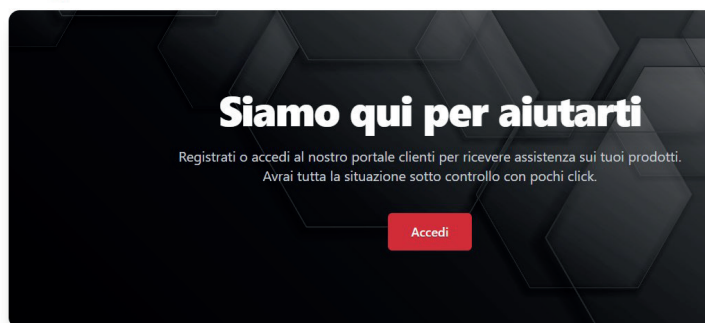 Siamo qui per aiutarti
Registrati o accedi al nostro portale clienti per ricevere assistenza sui tuoi prodotti.
Avrai tutta la situazione sotto controllo con pochi click.
Accedi